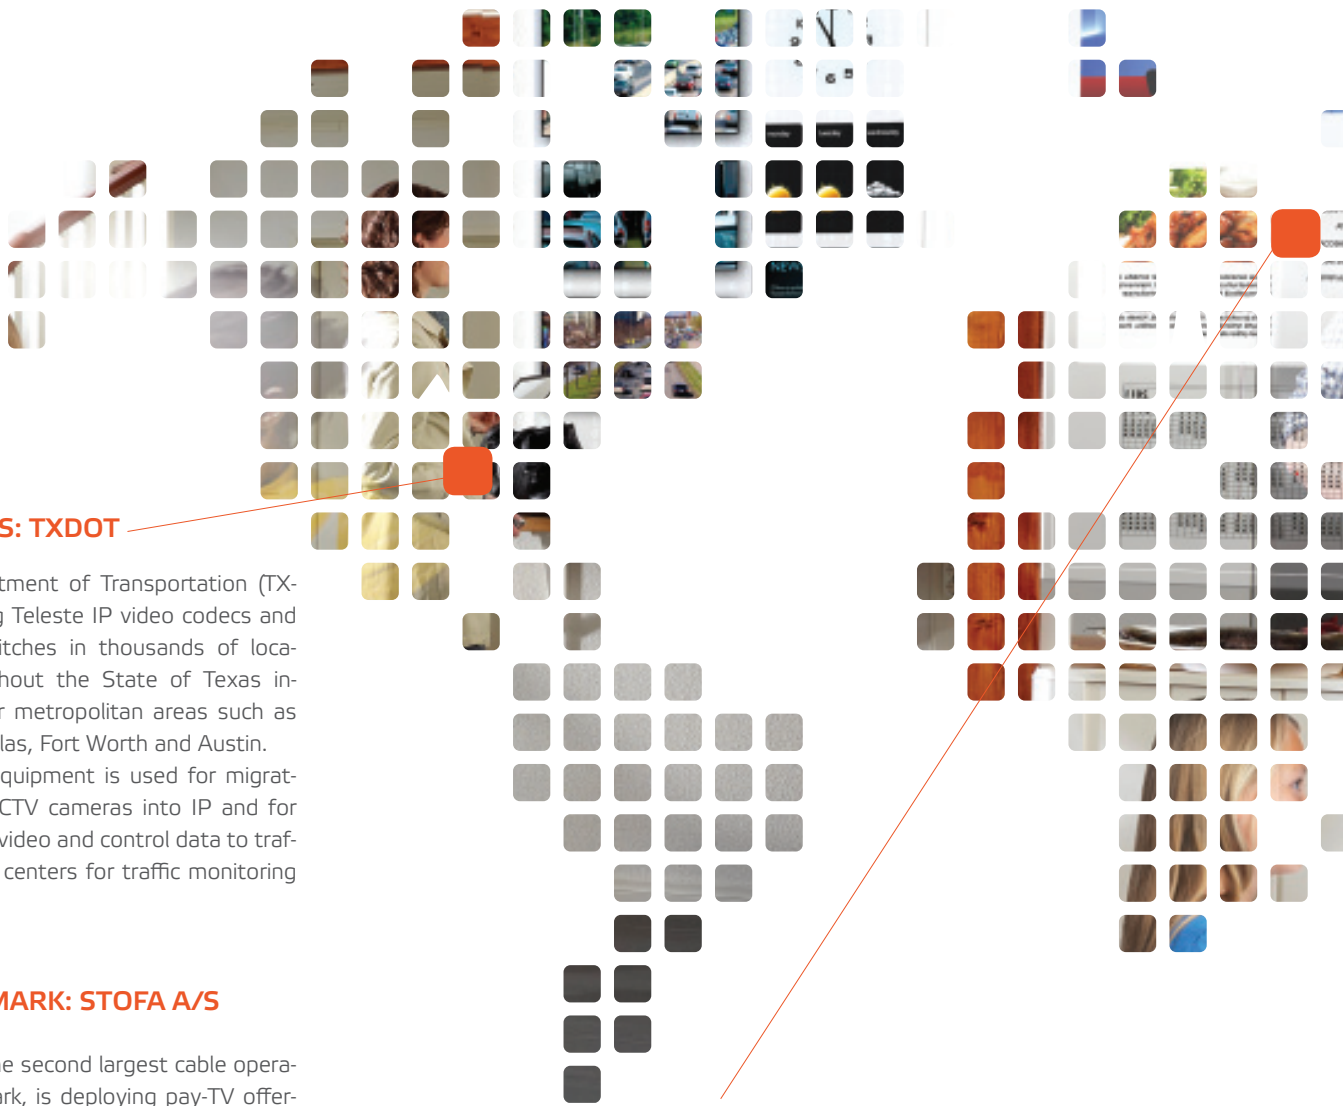 S: TXDOT
tment of Transportation (TX-
g Teleste IP video codecs and
itches in thousands of loca-
hout the State of Texas in-
r metropolitan areas such as
las, Fort Worth and Austin.
quipment is used for migrat-
CTV cameras into IP and for
video and control data to traf-
centers for traffic monitoring
MARK: STOFA A/S
he second largest cable opera-
ark, is deploying pay-TV offer-
NEW